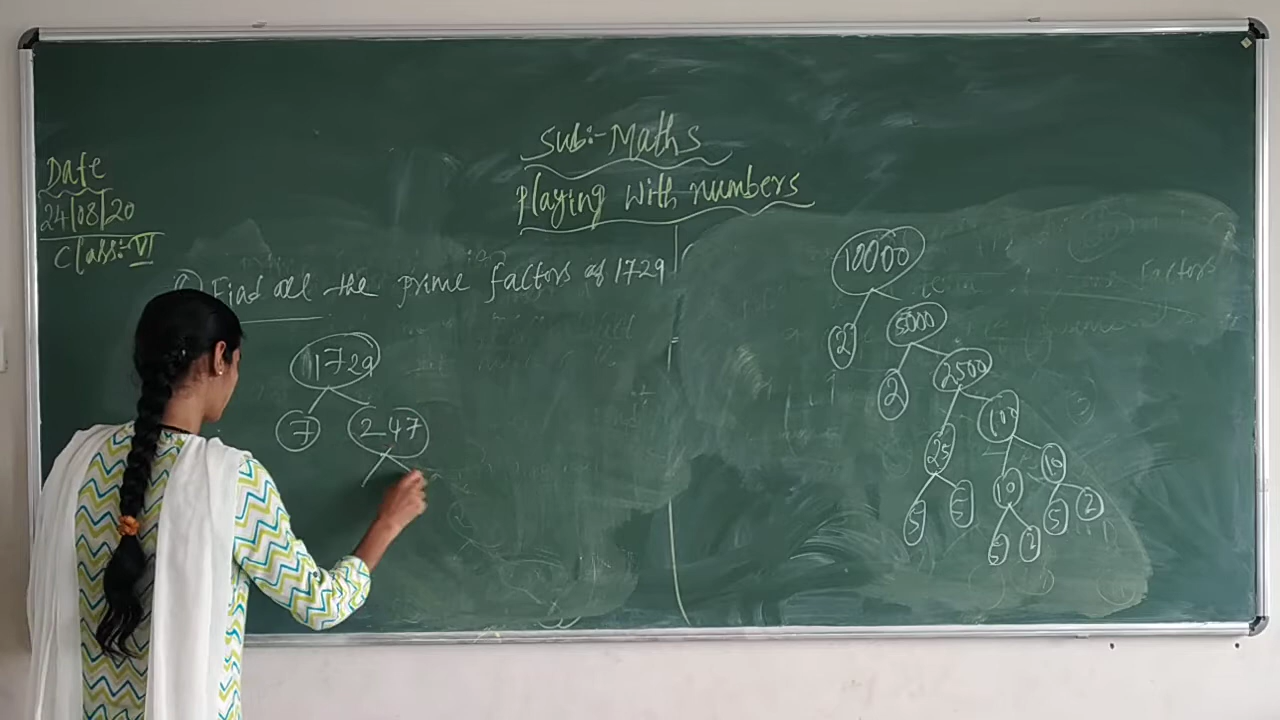 Sub:- Maths
Playing with numbers
Date
24/08/20
Class:- VI
Find all the prime factors of 1729
1729
7 247
10000
2 5000
2 2500
25 100
10 10
5 5 5 2
5 2